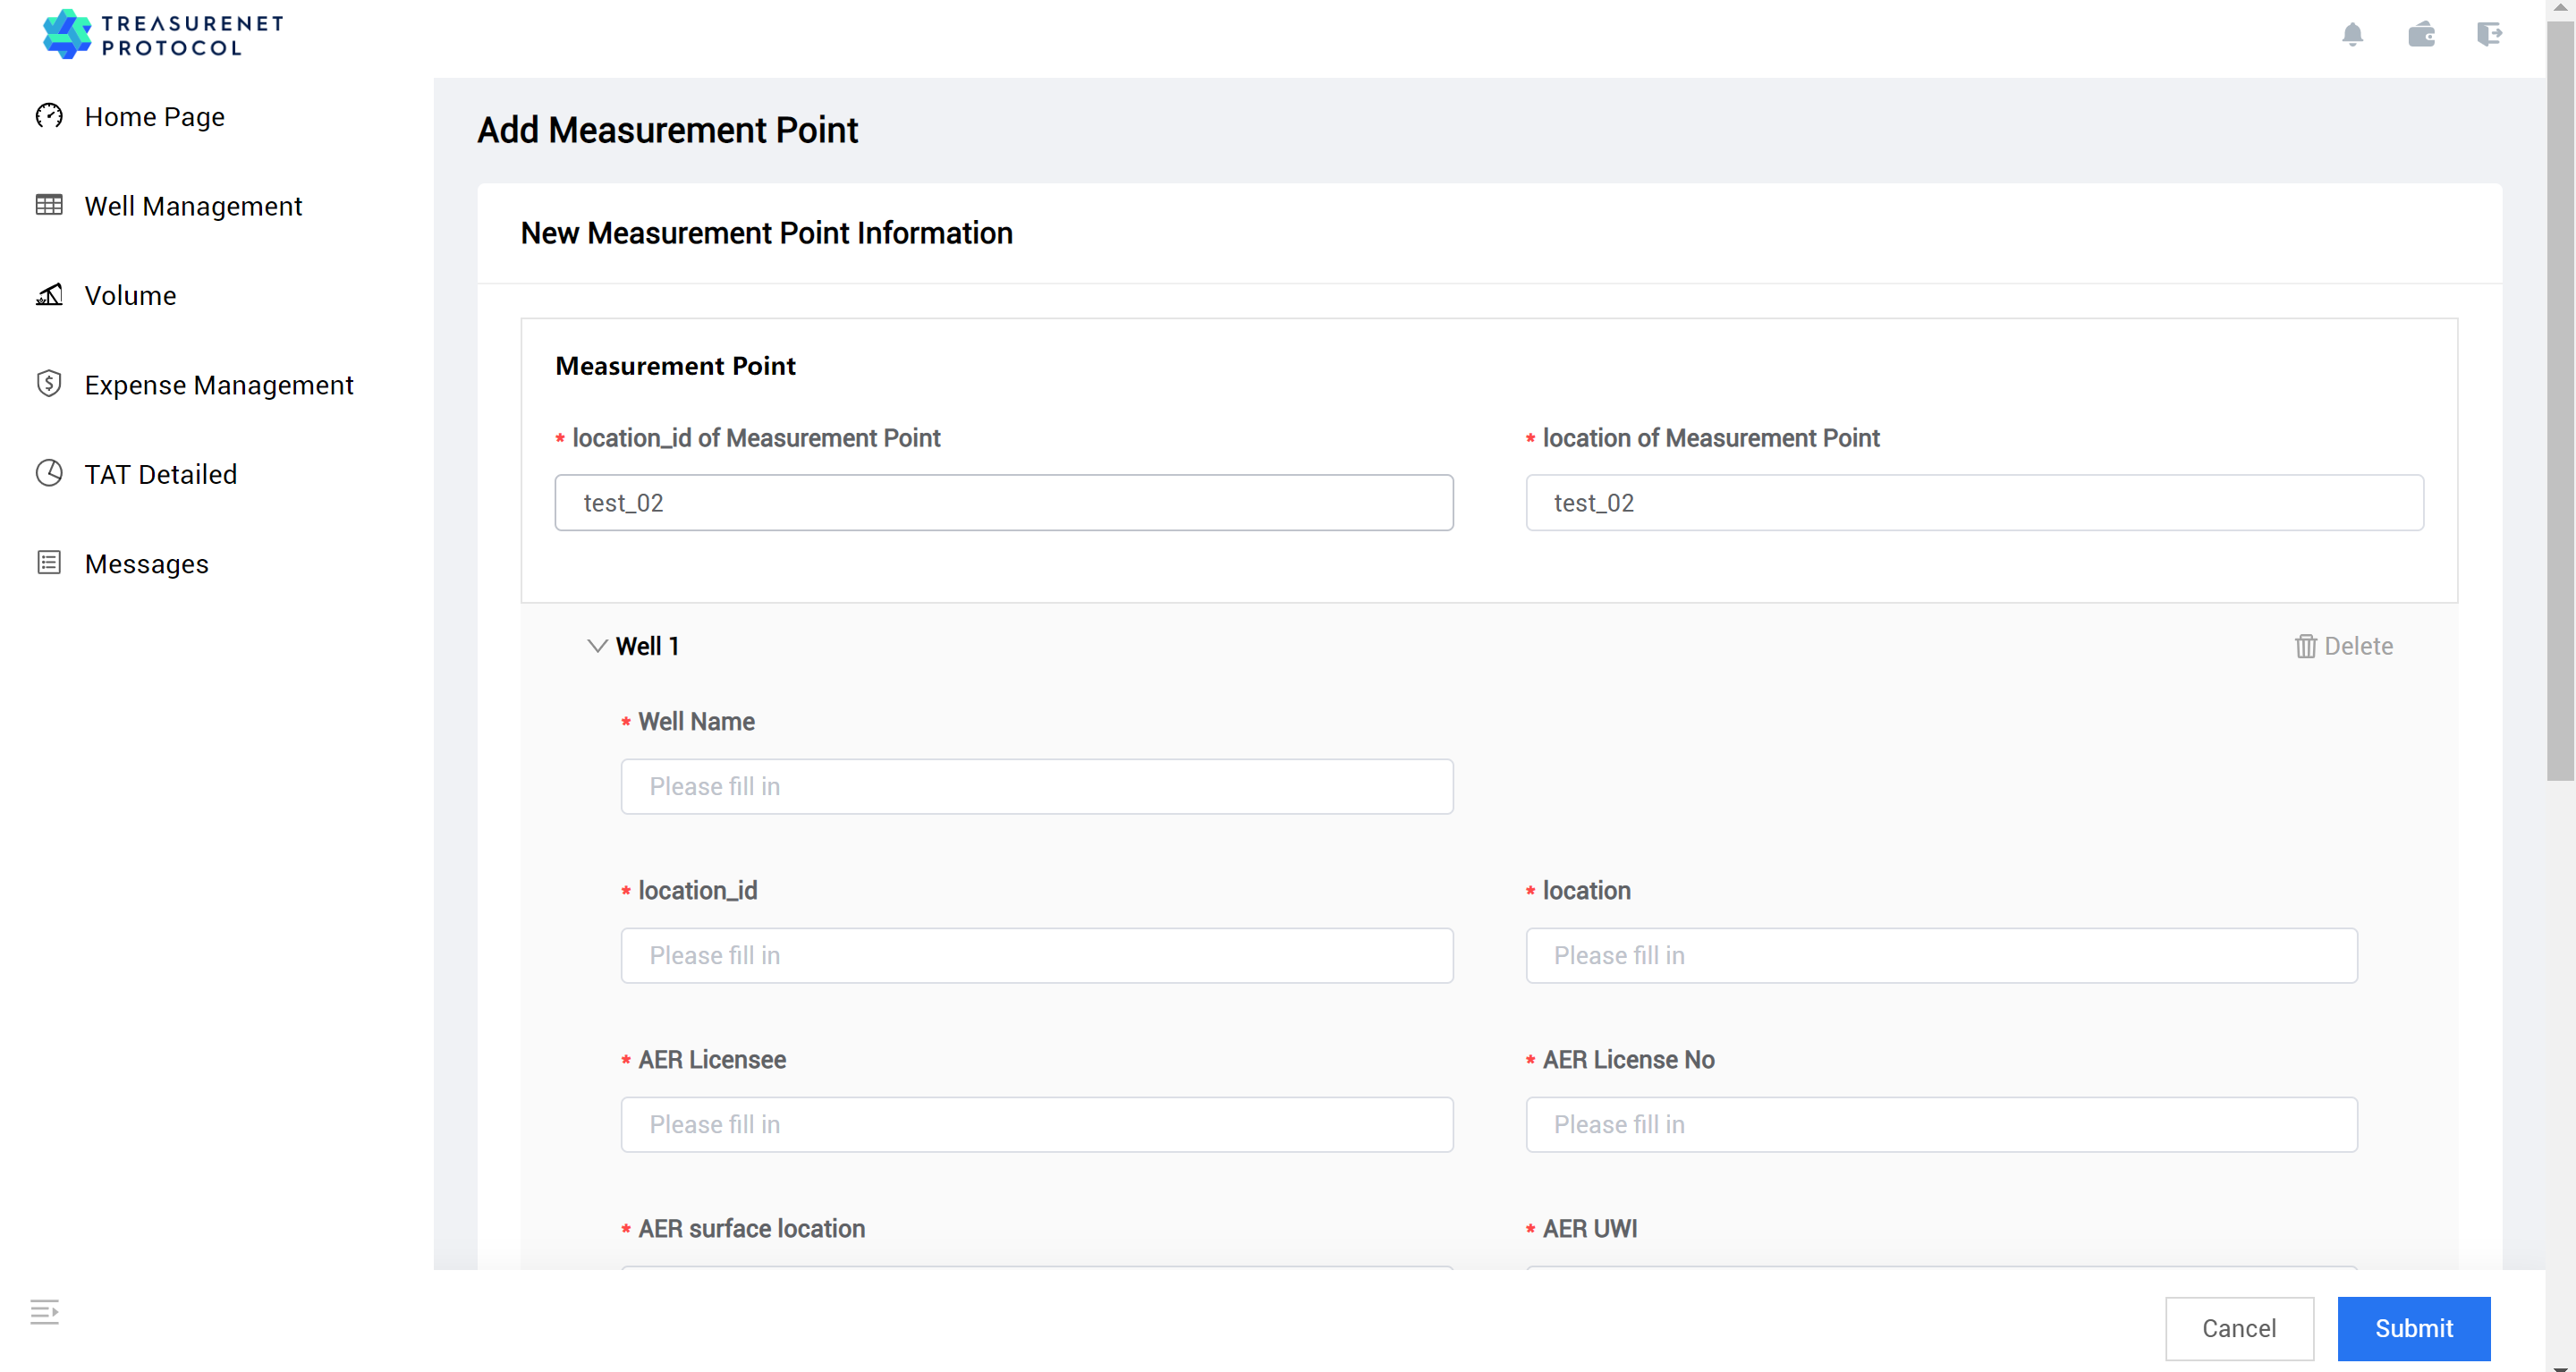 TREASURENET
PROTOCOL
Home Page
Well Management
Volume
Expense Management
TAT Detailed
Messages
Add Measurement Point
New Measurement Point Information
Measurement Point
* location_id of Measurement Point
* location of Measurement Point
test_02
test_02
Well 1
Delete
* Well Name
Please fill in
* location_id
* location
Please fill in
Please fill in
* AER Licensee
* AER License No
Please fill in
Please fill in
* AER surface location
* AER UWI
Cancel
Submit